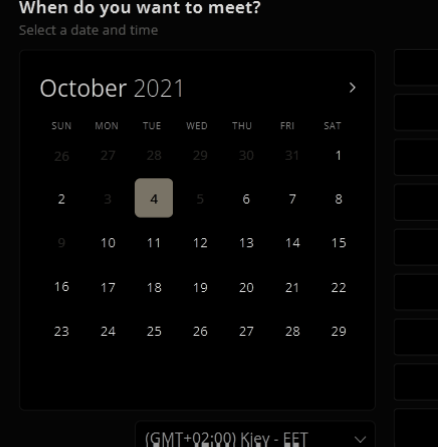 When do you want to meet?
Select a date and time
October 2021
SUN MON TUE WED THU FRI SAT
26 27 28 29 30 31 1
2 3 4 5 6 7 8
9 10 11 12 13 14 15
16 17 18 19 20 21 22
23 24 25 26 27 28 29
(GMT+02:00) Kiev - EET